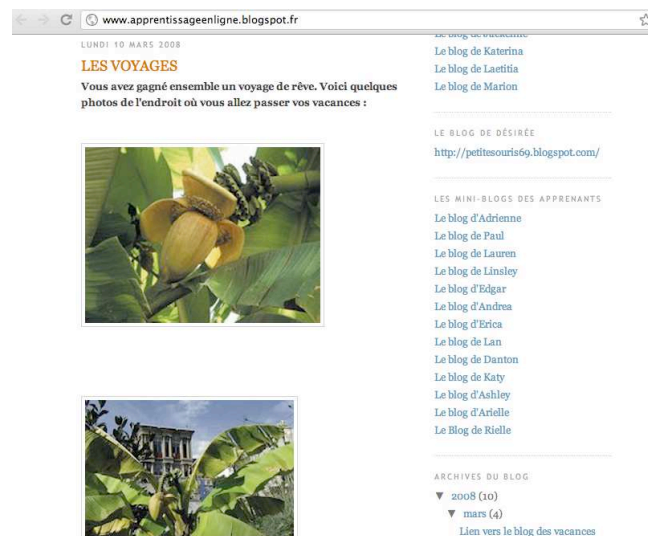 www.apprentissageenligne.blogspot.fr
LUNDI 10 MARS 2008
LES VOYAGES
Vous avez gagné ensemble un voyage de rêve. Voici quelques
photos de l'endroit où vous allez passer vos vacances :
Le blog de Katerina
Le blog de Laetitia
Le blog de Marion
LE BLOG DE DÉSIRÉE
http://petitesouris69.blogspot.com/
LES MINI-BLOGS DES APPRENANTS
Le blog d'Adrienne
Le blog de Paul
Le blog de Lauren
Le blog de Linsley
Le blog d'Edgar
Le blog d'Andrea
Le blog d'Erica
Le blog de Lan
Le blog de Danton
Le blog de Katy
Le blog d'Ashley
Le blog d'Arielle
Le Blog de Rielle
ARCHIVES DU BLOG
▼ 2008 (10)
▼ mars (4)
Lien vers le blog des vacances